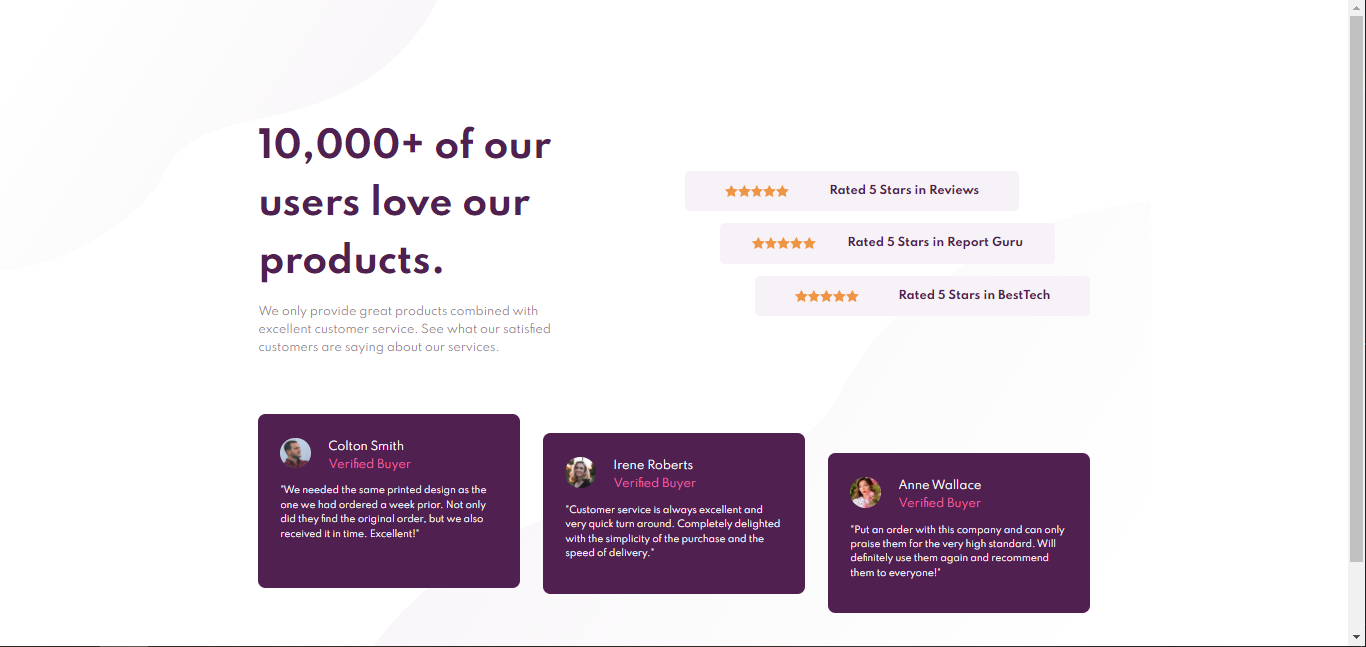 10,000+ of our
users love our
products.
We only provide great products combined with
excellent customer service. See what our satisfied
customers are saying about our services.
Rated 5 Stars in Reviews
Rated 5 Stars in Report Guru
Rated 5 Stars in BestTech
Colton Smith
Verified Buyer
"We needed the same printed design as the
one we had ordered a week prior. Not only
did they find the original order, but we also
received it in time. Excellent!"
Irene Roberts
Verified Buyer
"Customer service is always excellent and
very quick turn around. Completely delighted
with the simplicity of the purchase and the
speed of delivery."
Anne Wallace
Verified Buyer
"Put an order with this company and can only
praise them for the very high standard. Will
definitely use them again and recommend
them to everyone!"